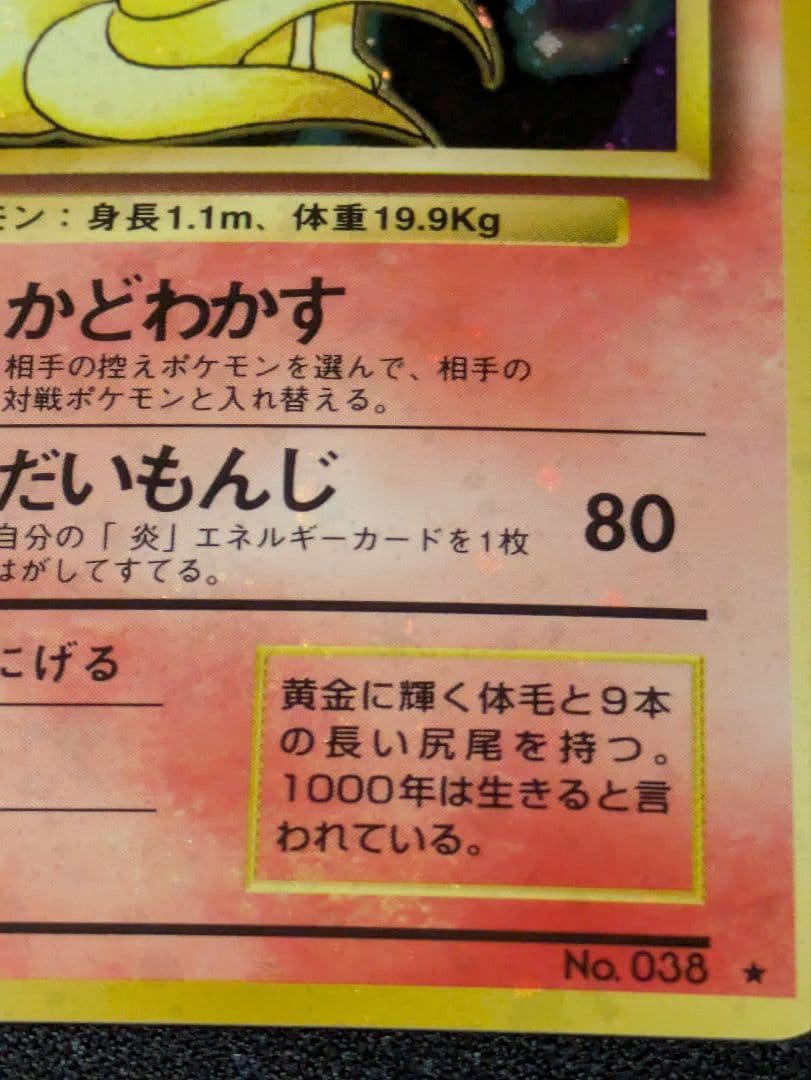 モン：身長1.1m、体重19.9Kg
かどわかす
相手の控えポケモンを選んで、相手の
対戦ポケモンと入れ替える。
だいもんじ
80
自分の「炎」エネルギーカードを1枚
はがしてすてる。
にげる
黄金に輝く体毛と9本
の長い尻尾を持つ。
1000年は生きると言
われている。
No. 038 ★